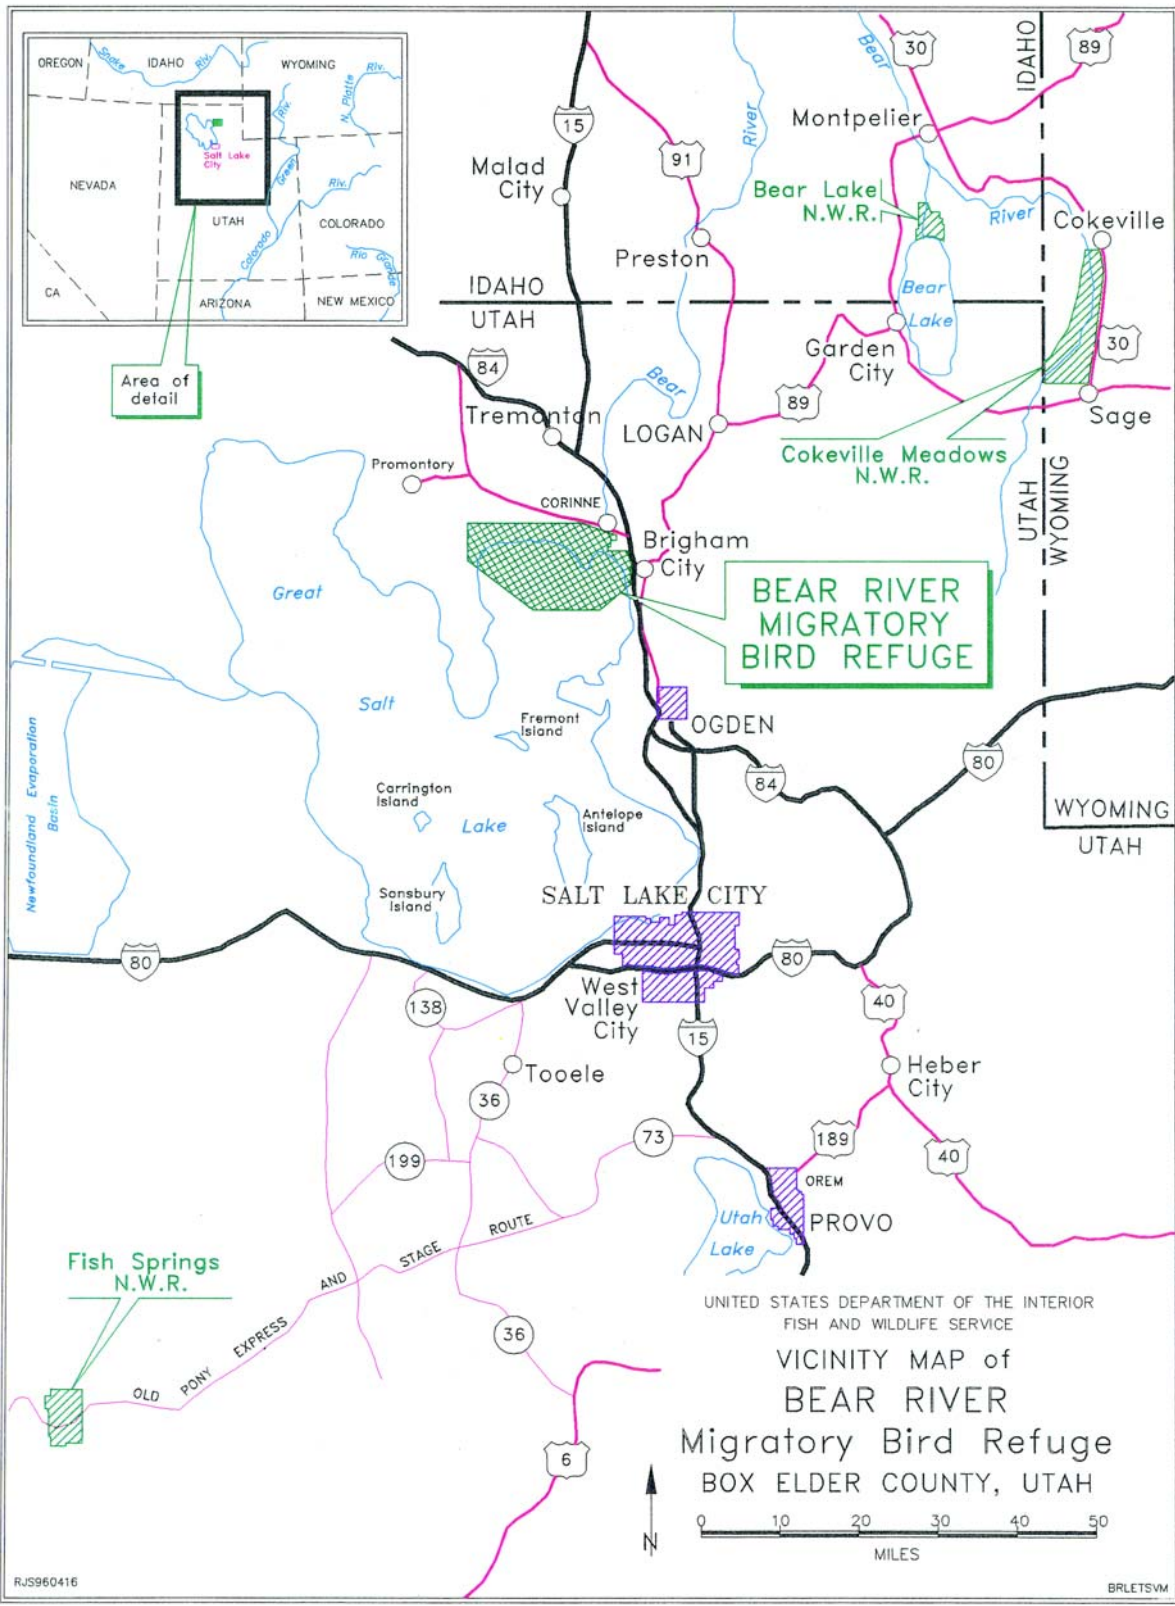 OREGON
Snake
IDAHO
Riv.
WYOMING
Riv.
N. Platte
Riv.
Salt Lake
City
Green
Riv.
NEVADA
UTAH
COLORADO
Colorado
Rio Grande
CA
ARIZONA
NEW MEXICO
Area of
detail
15
Malad
City
91
Preston
River
Bear
30
89
IDAHO
Montpelier
Bear Lake
N.W.R.
River
Cokeville
IDAHO
UTAH
Bear
Lake
Garden
City
30
84
Tremonton
Bear
LOGAN
89
Sage
Cokeville Meadows
N.W.R.
UTAH
WYOMING
Promontory
CORINNE
Brigham
City
BEAR RIVER
MIGRATORY
BIRD REFUGE
Great
Salt
Lake
Fremont
Island
OGDEN
Carrington
Island
Antelope
Island
Sansbury
Island
Newfoundland Evaporation
Basin
84
80
WYOMING
UTAH
SALT LAKE CITY
80
80
West
Valley
City
138
15
40
Tooele
Heber
City
36
73
189
40
199
OREM
Utah
Lake
PROVO
Fish Springs
N.W.R.
OLD PONY EXPRESS AND STAGE ROUTE
36
6
UNITED STATES DEPARTMENT OF THE INTERIOR
FISH AND WILDLIFE SERVICE
VICINITY MAP of
BEAR RIVER
Migratory Bird Refuge
BOX ELDER COUNTY, UTAH
N
0 10 20 30 40 50
MILES
RJS960416
BRLETSVM